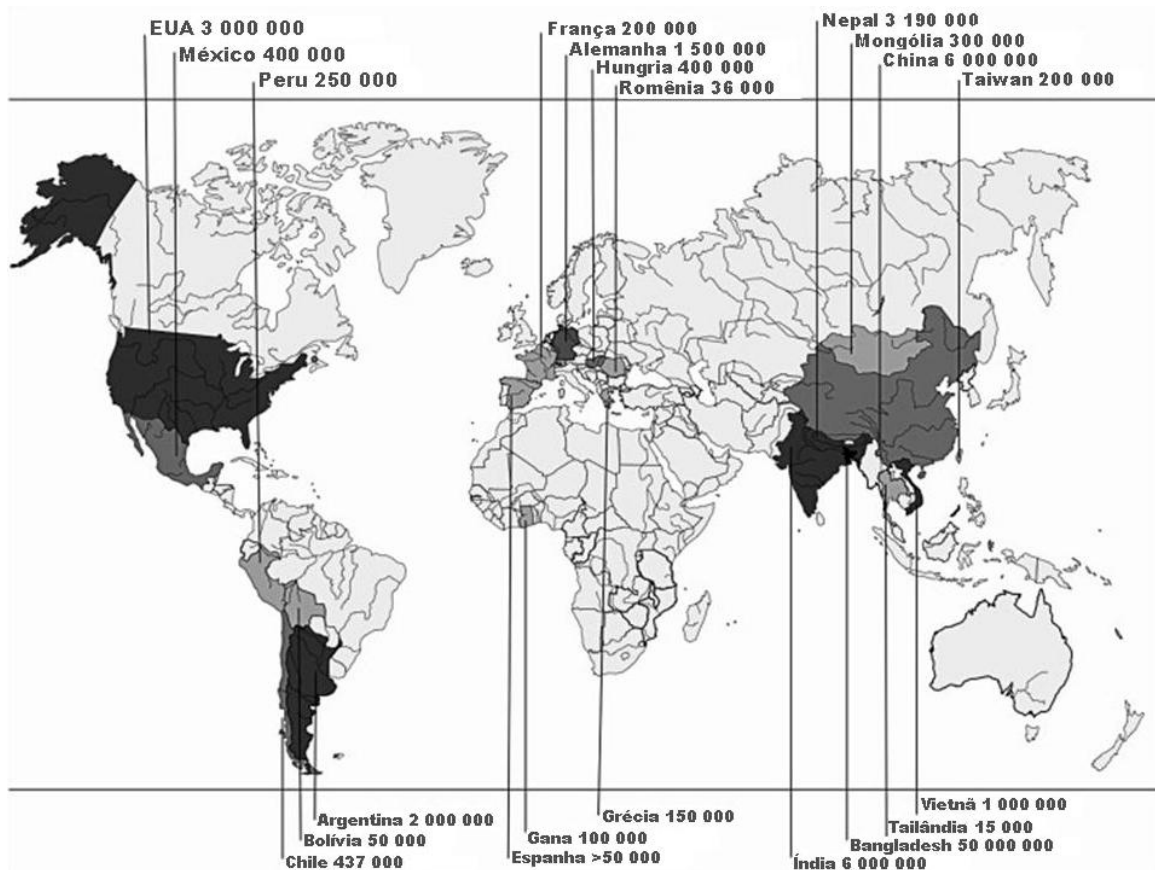 EUA 3 000 000
México 400 000
Peru 250 000
França 200 000
Alemanha 1 500 000
Hungria 400 000
Romênia 36 000
Nepal 3 190 000
Mongólia 300 000
China 6 000 000
Taiwan 200 000
Argentina 2 000 000
Bolívia 50 000
Chile 437 000
Grécia 150 000
Gana 100 000
Espanha >50 000
Vietnã 1 000 000
Tailândia 15 000
Bangladesh 50 000 000
Índia 6 000 000